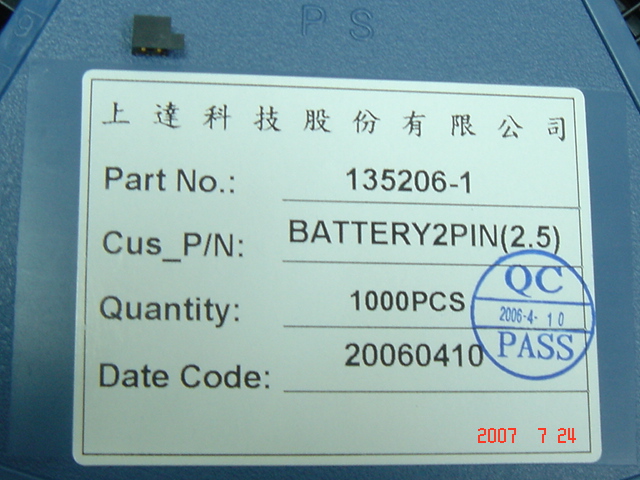 PS
上達科技股份有限公司
Part No.: 135206-1
Cus_P/N: BATTERY2PIN(2.5)
Quantity: 1000PCS
Date Code: 20060410
QC
2006-4-10
PASS
2007 7 24